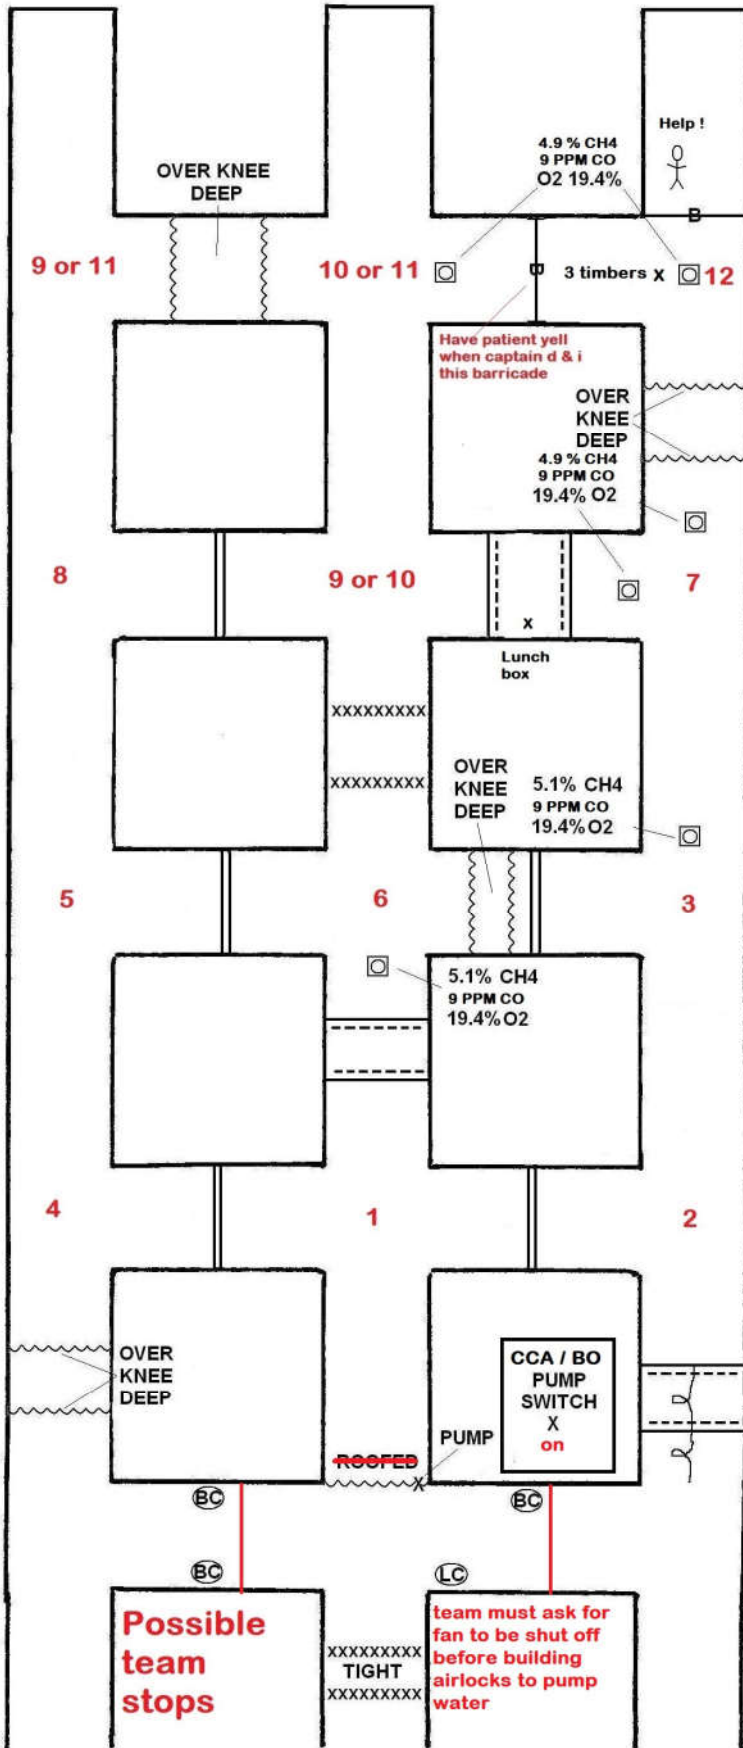 Help !
4.9 % CH4
9 PPM CO
O2 19.4%
OVER KNEE
DEEP
B
9 or 11
10 or 11
B
3 timbers x
12
Have patient yell
when captain d & i
this barricade
OVER
KNEE
DEEP
4.9 % CH4
9 PPM CO
19.4% O2
8
9 or 10
7
x
Lunch
box
XXXXXXXXX
XXXXXXXXX
OVER
KNEE
DEEP
5.1% CH4
9 PPM CO
19.4% O2
5
6
3
5.1% CH4
9 PPM CO
19.4% O2
4
1
2
OVER
KNEE
DEEP
CCA / BO
PUMP
SWITCH
X
on
PUMP
ROOFED
X
BC
BC
BC
LC
Possible
team
stops
XXXXXXXXX
TIGHT
XXXXXXXXX
team must ask for
fan to be shut off
before building
airlocks to pump
water